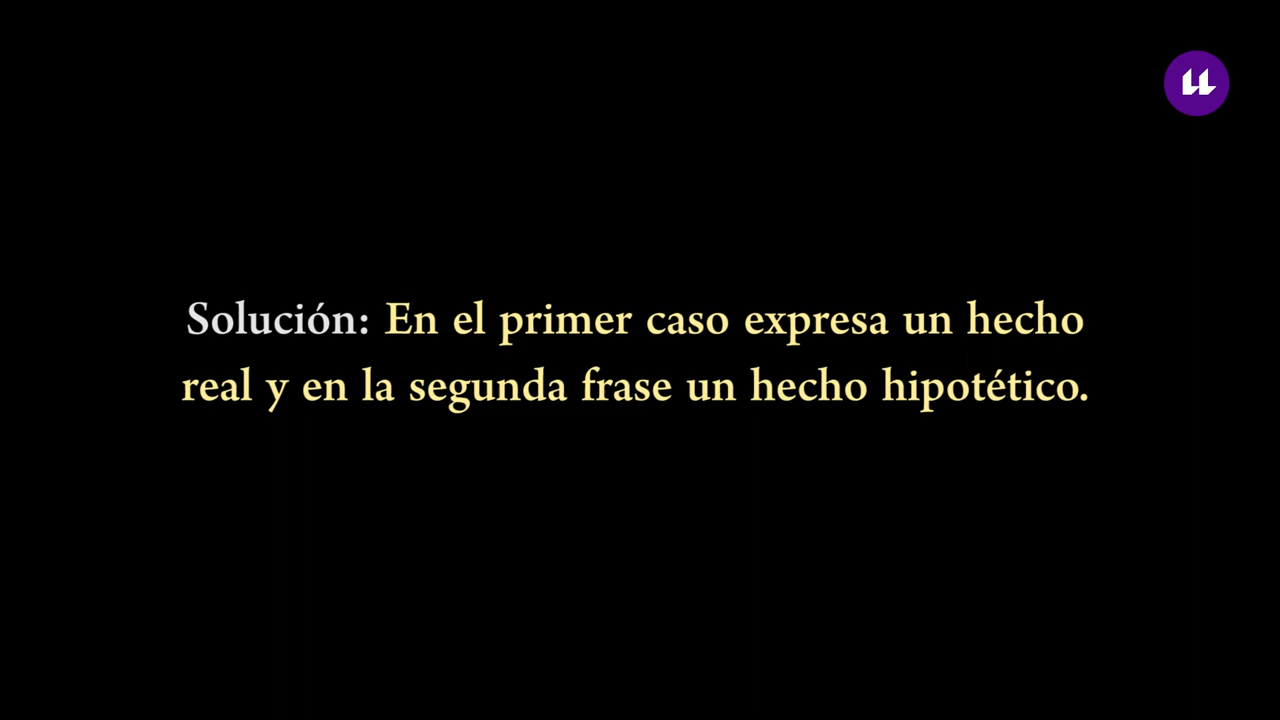 Solución: En el primer caso expresa un hecho
real y en la segunda frase un hecho hipotético.